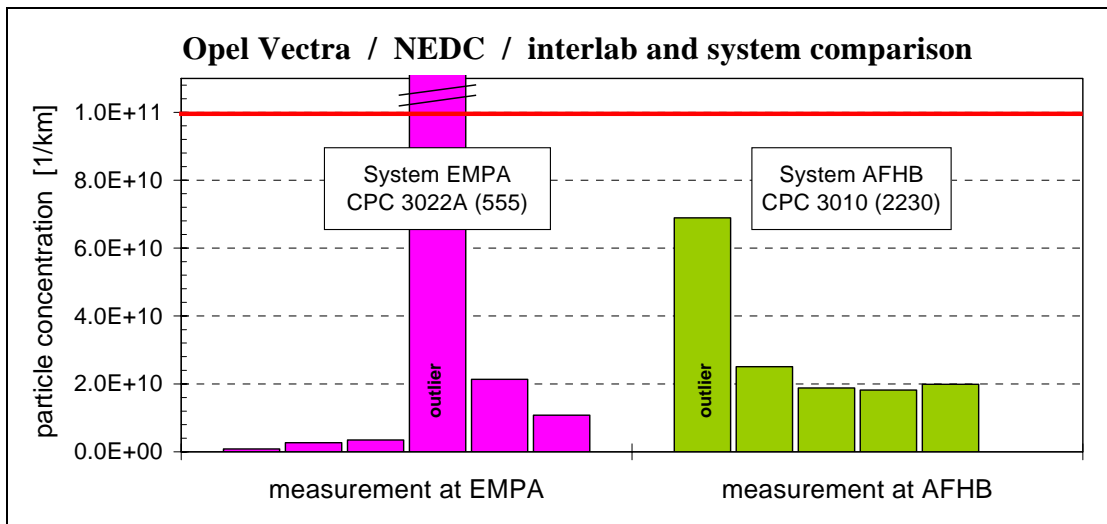 Opel Vectra / NEDC / interlab and system comparison
particle concentration [1/km]
1.0E+11
8.0E+10
6.0E+10
4.0E+10
2.0E+10
0.0E+00
System EMPA
CPC 3022A (555)
System AFHB
CPC 3010 (2230)
outlier
outlier
measurement at EMPA
measurement at AFHB